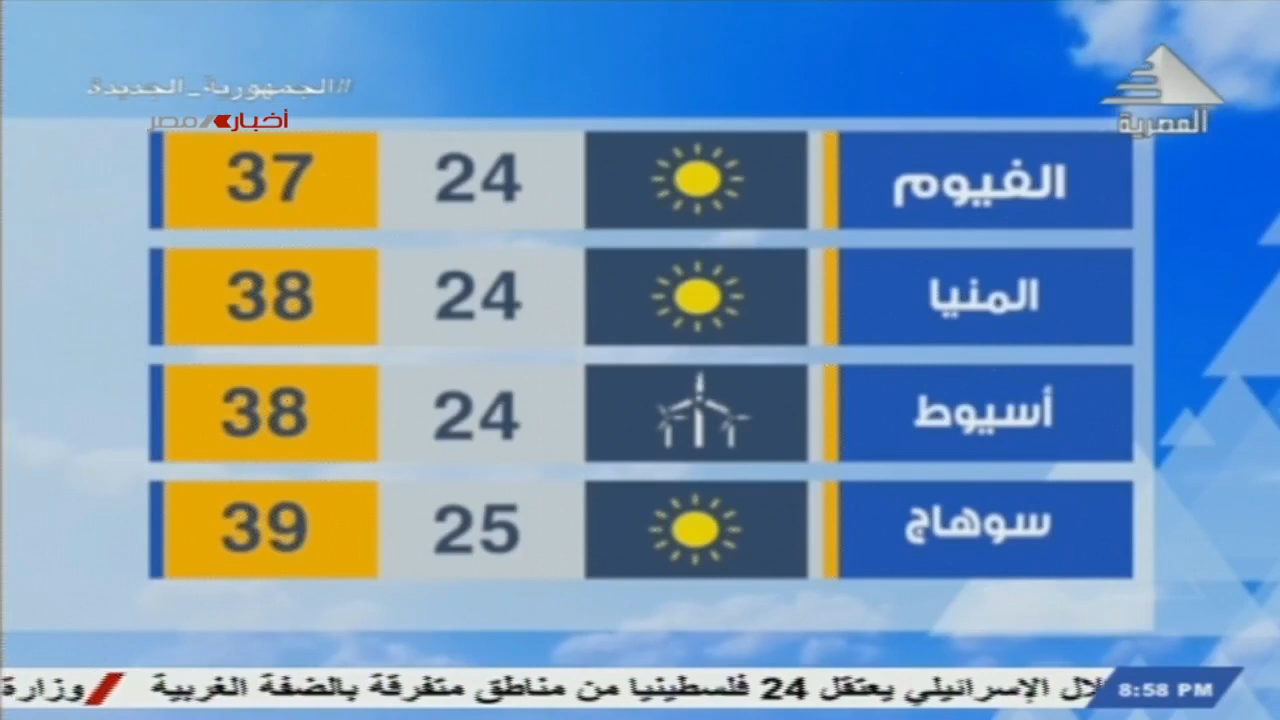 #الجمهورية_الجديدة
أخبار مصر
المصرية
الفيوم 24 37
المنيا 24 38
أسيوط 24 38
سوهاج 25 39
8:58 PM
لال الإسرائيلي يعتقل 24 فلسطينيا من مناطق متفرقة بالضفة الغربية وزارة